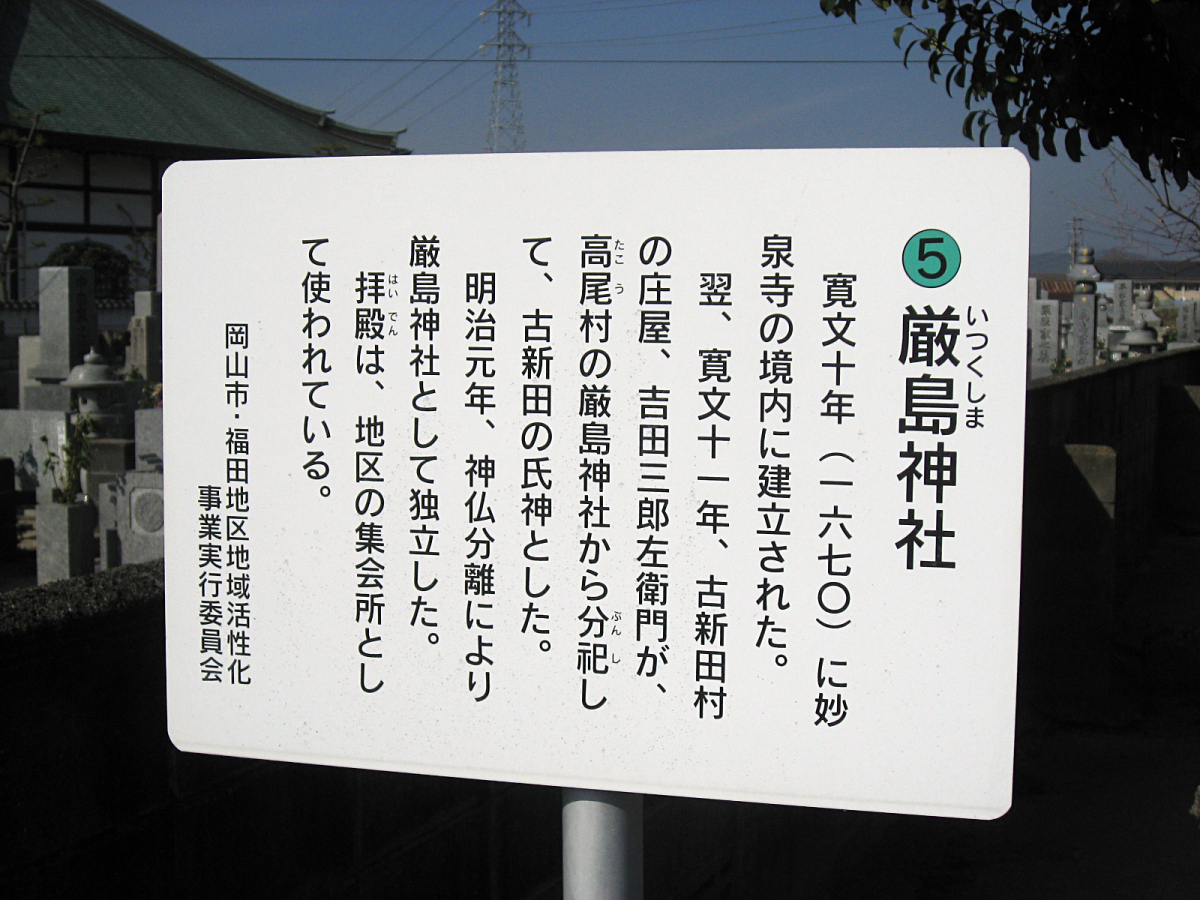 5 厳島神社
いつくしま
寛文十年（一六七〇）に妙
泉寺の境内に建立された。
翌、寛文十一年、古新田村
の庄屋、吉田三郎左衛門が、
高尾村の厳島神社から分祀し
たこう ぶんし
て、古新田の氏神とした。
明治元年、神仏分離により
厳島神社として独立した。
拝殿は、地区の集会所とし
はいでん
て使われている。
岡山市・福田地区地域活性化
事業実行委員会